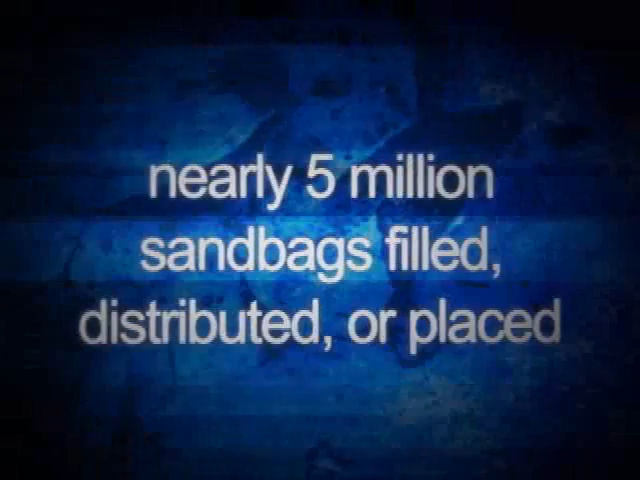 nearly 5 million
sandbags filled,
distributed, or placed